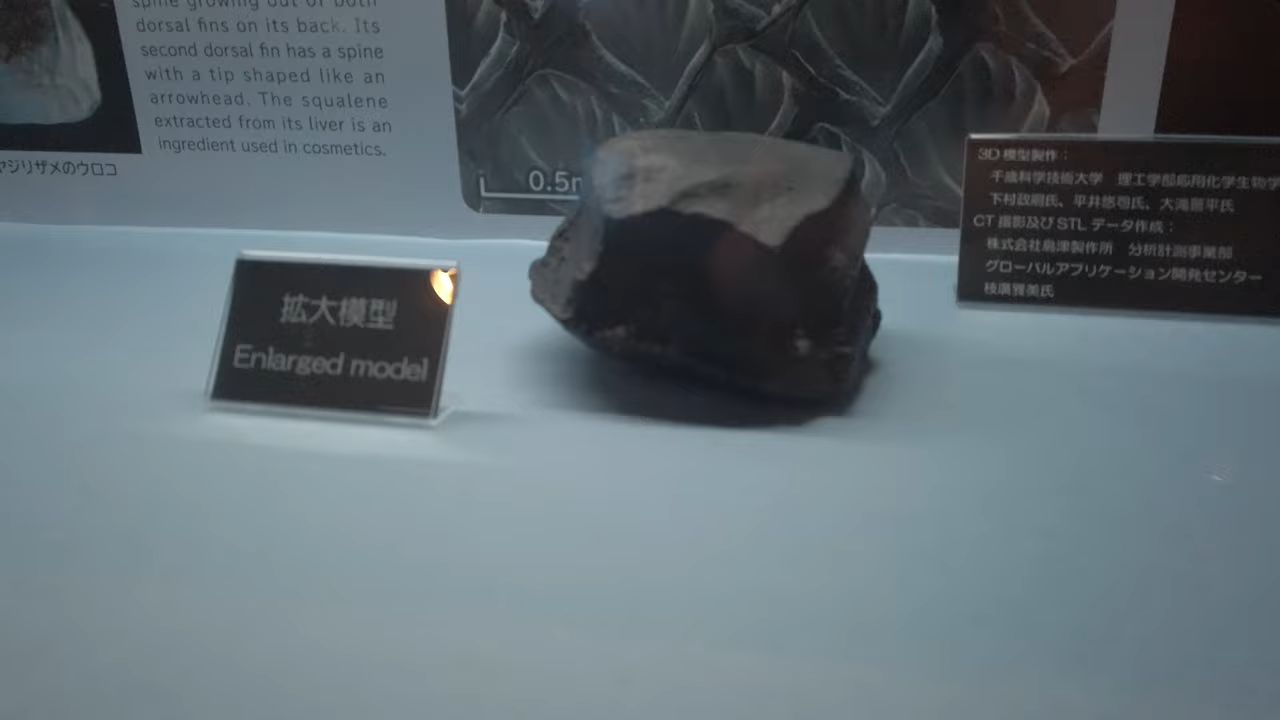 spine growing out of both
dorsal fins on its back. Its
second dorsal fin has a spine
with a tip shaped like an
arrowhead. The squalene
extracted from its liver is an
ingredient used in cosmetics.
ヤジリザメのウロコ
0.5m
拡大模型
Enlarged model
3D 模型製作：
千歳科学技術大学 理工学部応用化学生物学
下村政嗣氏、平井悠司氏、大滝
CT 撮影及び STL データ作成：
株式会社島津製作所 分析計測事業部
グローバルアプリケーション開発センター
枝廣雅美氏